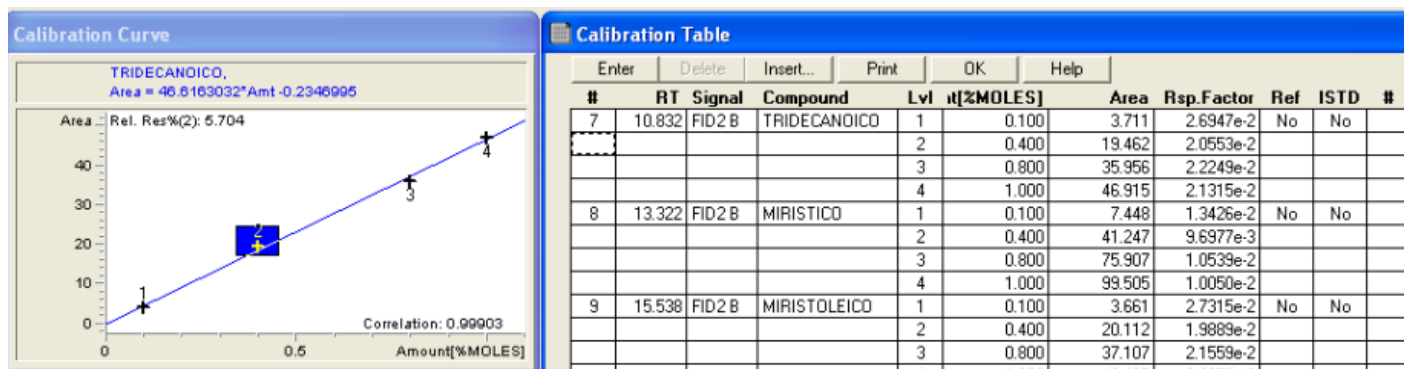 Calibration Curve
TRIDECANOICO,
Area = 46.6163032*Amt -0.2346995
Area
Rel. Res%(2): 5.704
40
30
20
10
0
1
2
3
4
Correlation: 0.99903
0 0.5 Amount[%MOLES]
Calibration Table
Enter Delete Insert... Print OK Help
# RT Signal Compound Lvl it[%MOLES] Area Rsp.Factor Ref ISTD #
7 10.832 FID2 B TRIDECANOICO 1 0.100 3.711 2.6947e-2 No No
2 0.400 19.462 2.0553e-2
3 0.800 35.956 2.2249e-2
4 1.000 46.915 2.1315e-2
8 13.322 FID2 B MIRISTICO 1 0.100 7.448 1.3426e-2 No No
2 0.400 41.247 9.6977e-3
3 0.800 75.907 1.0539e-2
4 1.000 99.505 1.0050e-2
9 15.538 FID2 B MIRISTOLEICO 1 0.100 3.661 2.7315e-2 No No
2 0.400 20.112 1.9889e-2
3 0.800 37.107 2.1559e-2